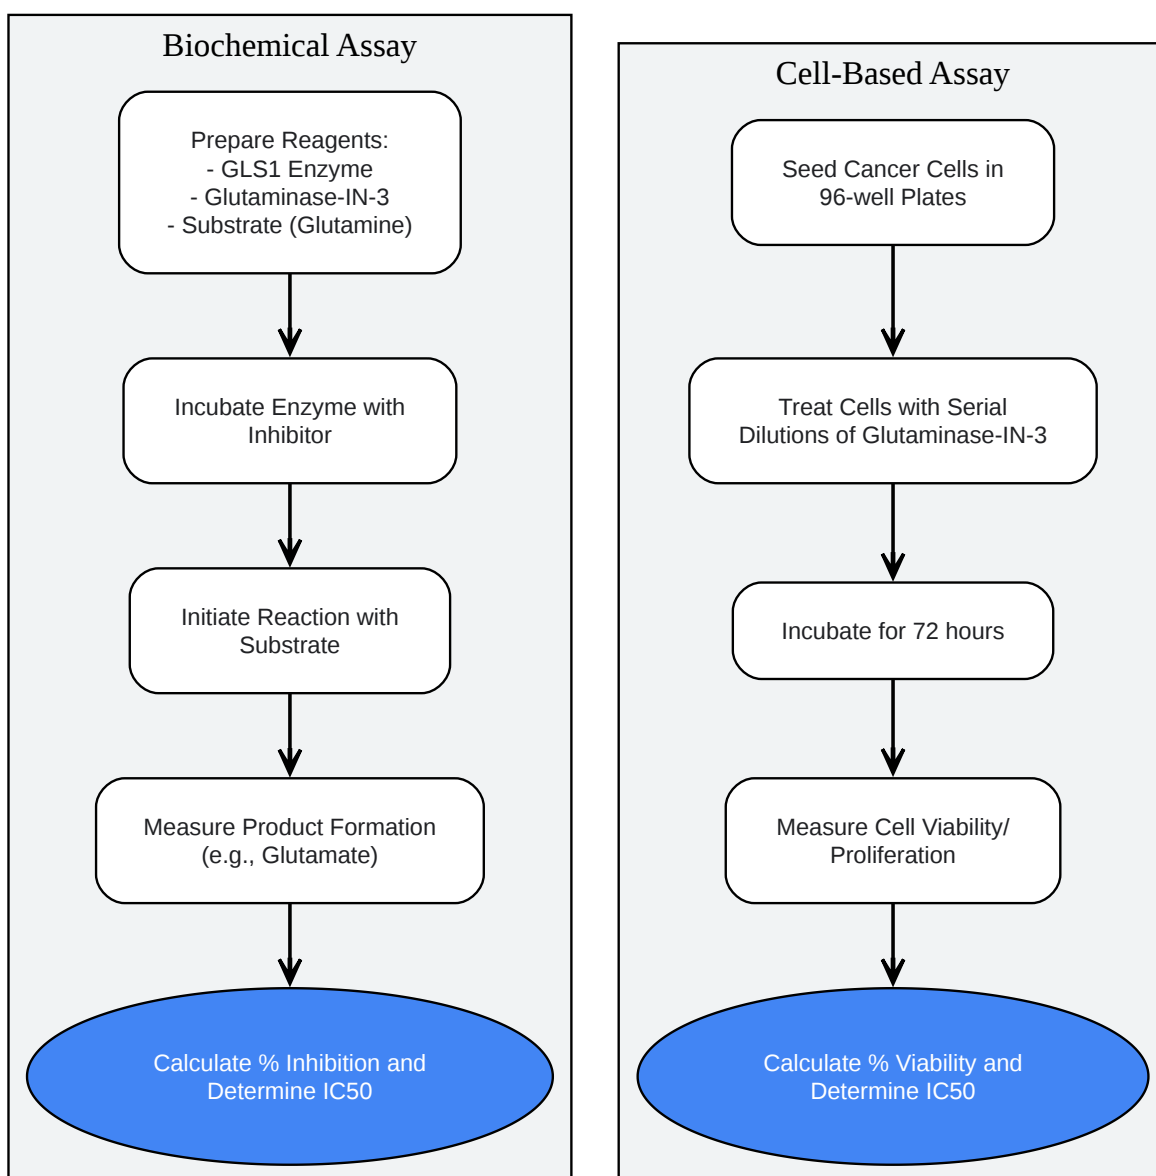 Biochemical Assay
Prepare Reagents:
- GLS1 Enzyme
- Glutaminase-IN-3
- Substrate (Glutamine)
Incubate Enzyme with
Inhibitor
Initiate Reaction with
Substrate
Measure Product Formation
(e.g., Glutamate)
Calculate % Inhibition and
Determine IC50
Cell-Based Assay
Seed Cancer Cells in
96-well Plates
Treat Cells with Serial
Dilutions of Glutaminase-IN-3
Incubate for 72 hours
Measure Cell Viability/
Proliferation
Calculate % Viability and
Determine IC50